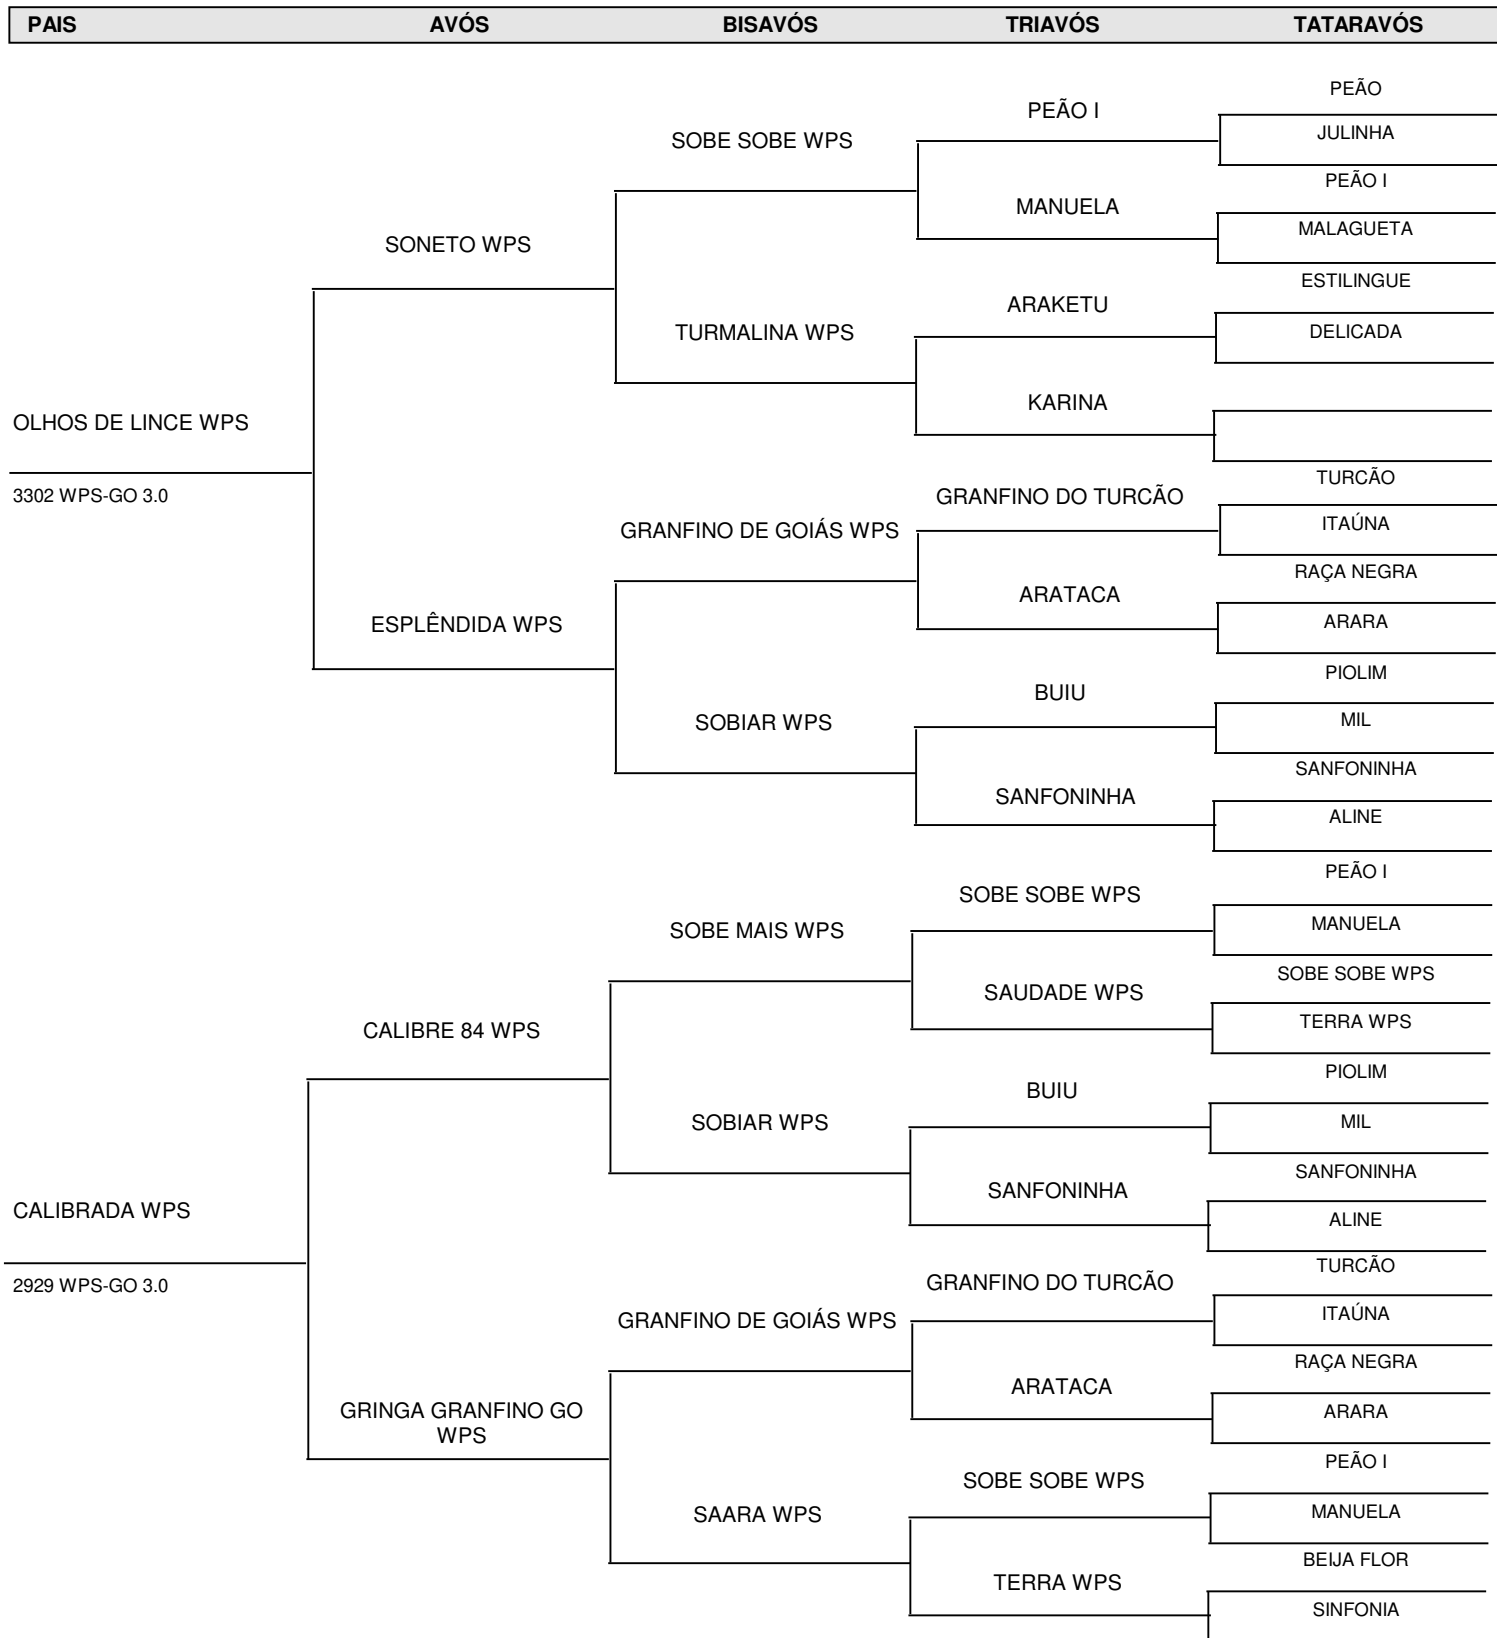 PAIS AVÓS BISAVÓS TRIAVÓS TATARAVÓS
PEÃO
PEÃO I
JULINHA
SOBE SOBE WPS
PEÃO I
MANUELA
MALAGUETA
SONETO WPS
ESTILINGUE
ARAKETU
TURMALINA WPS
DELICADA
KARINA
OLHOS DE LINCE WPS
3302 WPS-GO 3.0
TURCÃO
GRANFINO DO TURCÃO
ITAÚNA
GRANFINO DE GOIÁS WPS
RAÇA NEGRA
ARATACA
ARARA
ESPLÊNDIDA WPS
PIOLIM
BUIU
MIL
SOBIAR WPS
SANFONINHA
SANFONINHA
ALINE
PEÃO I
SOBE SOBE WPS
MANUELA
SOBE MAIS WPS
SOBE SOBE WPS
SAUDADE WPS
TERRA WPS
CALIBRE 84 WPS
PIOLIM
BUIU
MIL
SOBIAR WPS
SANFONINHA
SANFONINHA
ALINE
CALIBRADA WPS
2929 WPS-GO 3.0
TURCÃO
GRANFINO DO TURCÃO
ITAÚNA
GRANFINO DE GOIÁS WPS
RAÇA NEGRA
ARATACA
ARARA
GRINGA GRANFINO GO
WPS
PEÃO I
SOBE SOBE WPS
MANUELA
SAARA WPS
BEIJA FLOR
TERRA WPS
SINFONIA